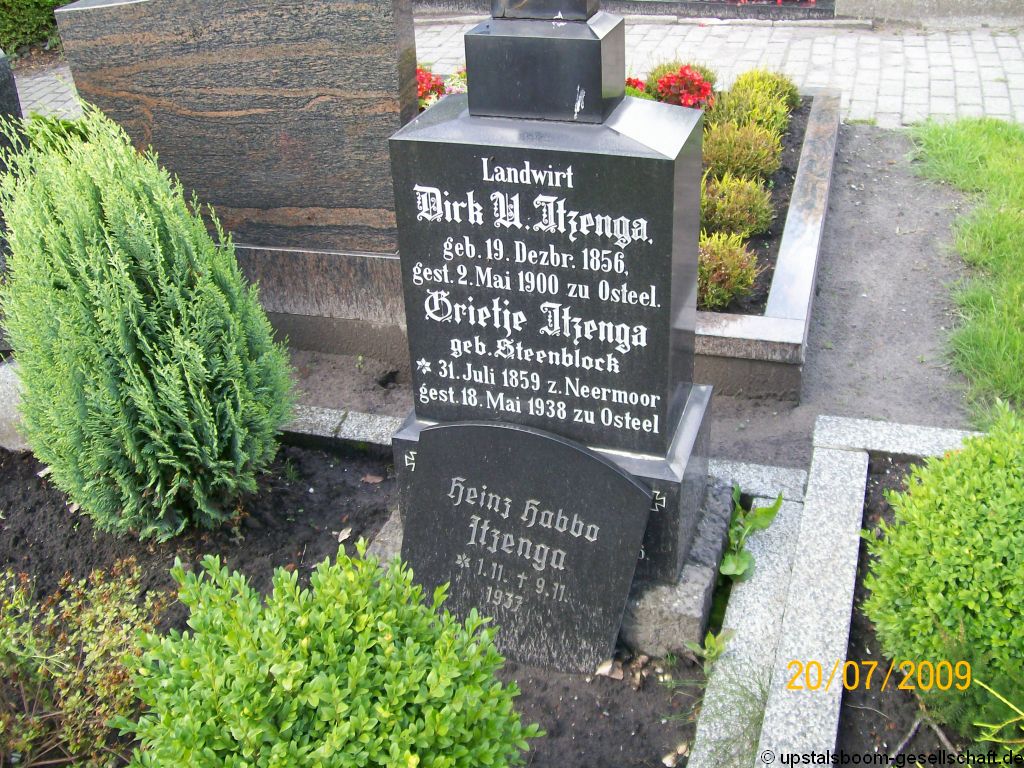 Landwirt
Dirk U. Itzenga,
geb. 19. Dezbr. 1856,
gest. 2. Mai 1900 zu Osteel.
Grietje Itzenga
geb. Steenblock
* 31. Juli 1859 z. Neermoor
gest. 18. Mai 1938 zu Osteel
Heinz Habbo
Itzenga
* 1.11. † 9.11.
1937
20/07/2009
© upstalsboom-gesellschaft.de